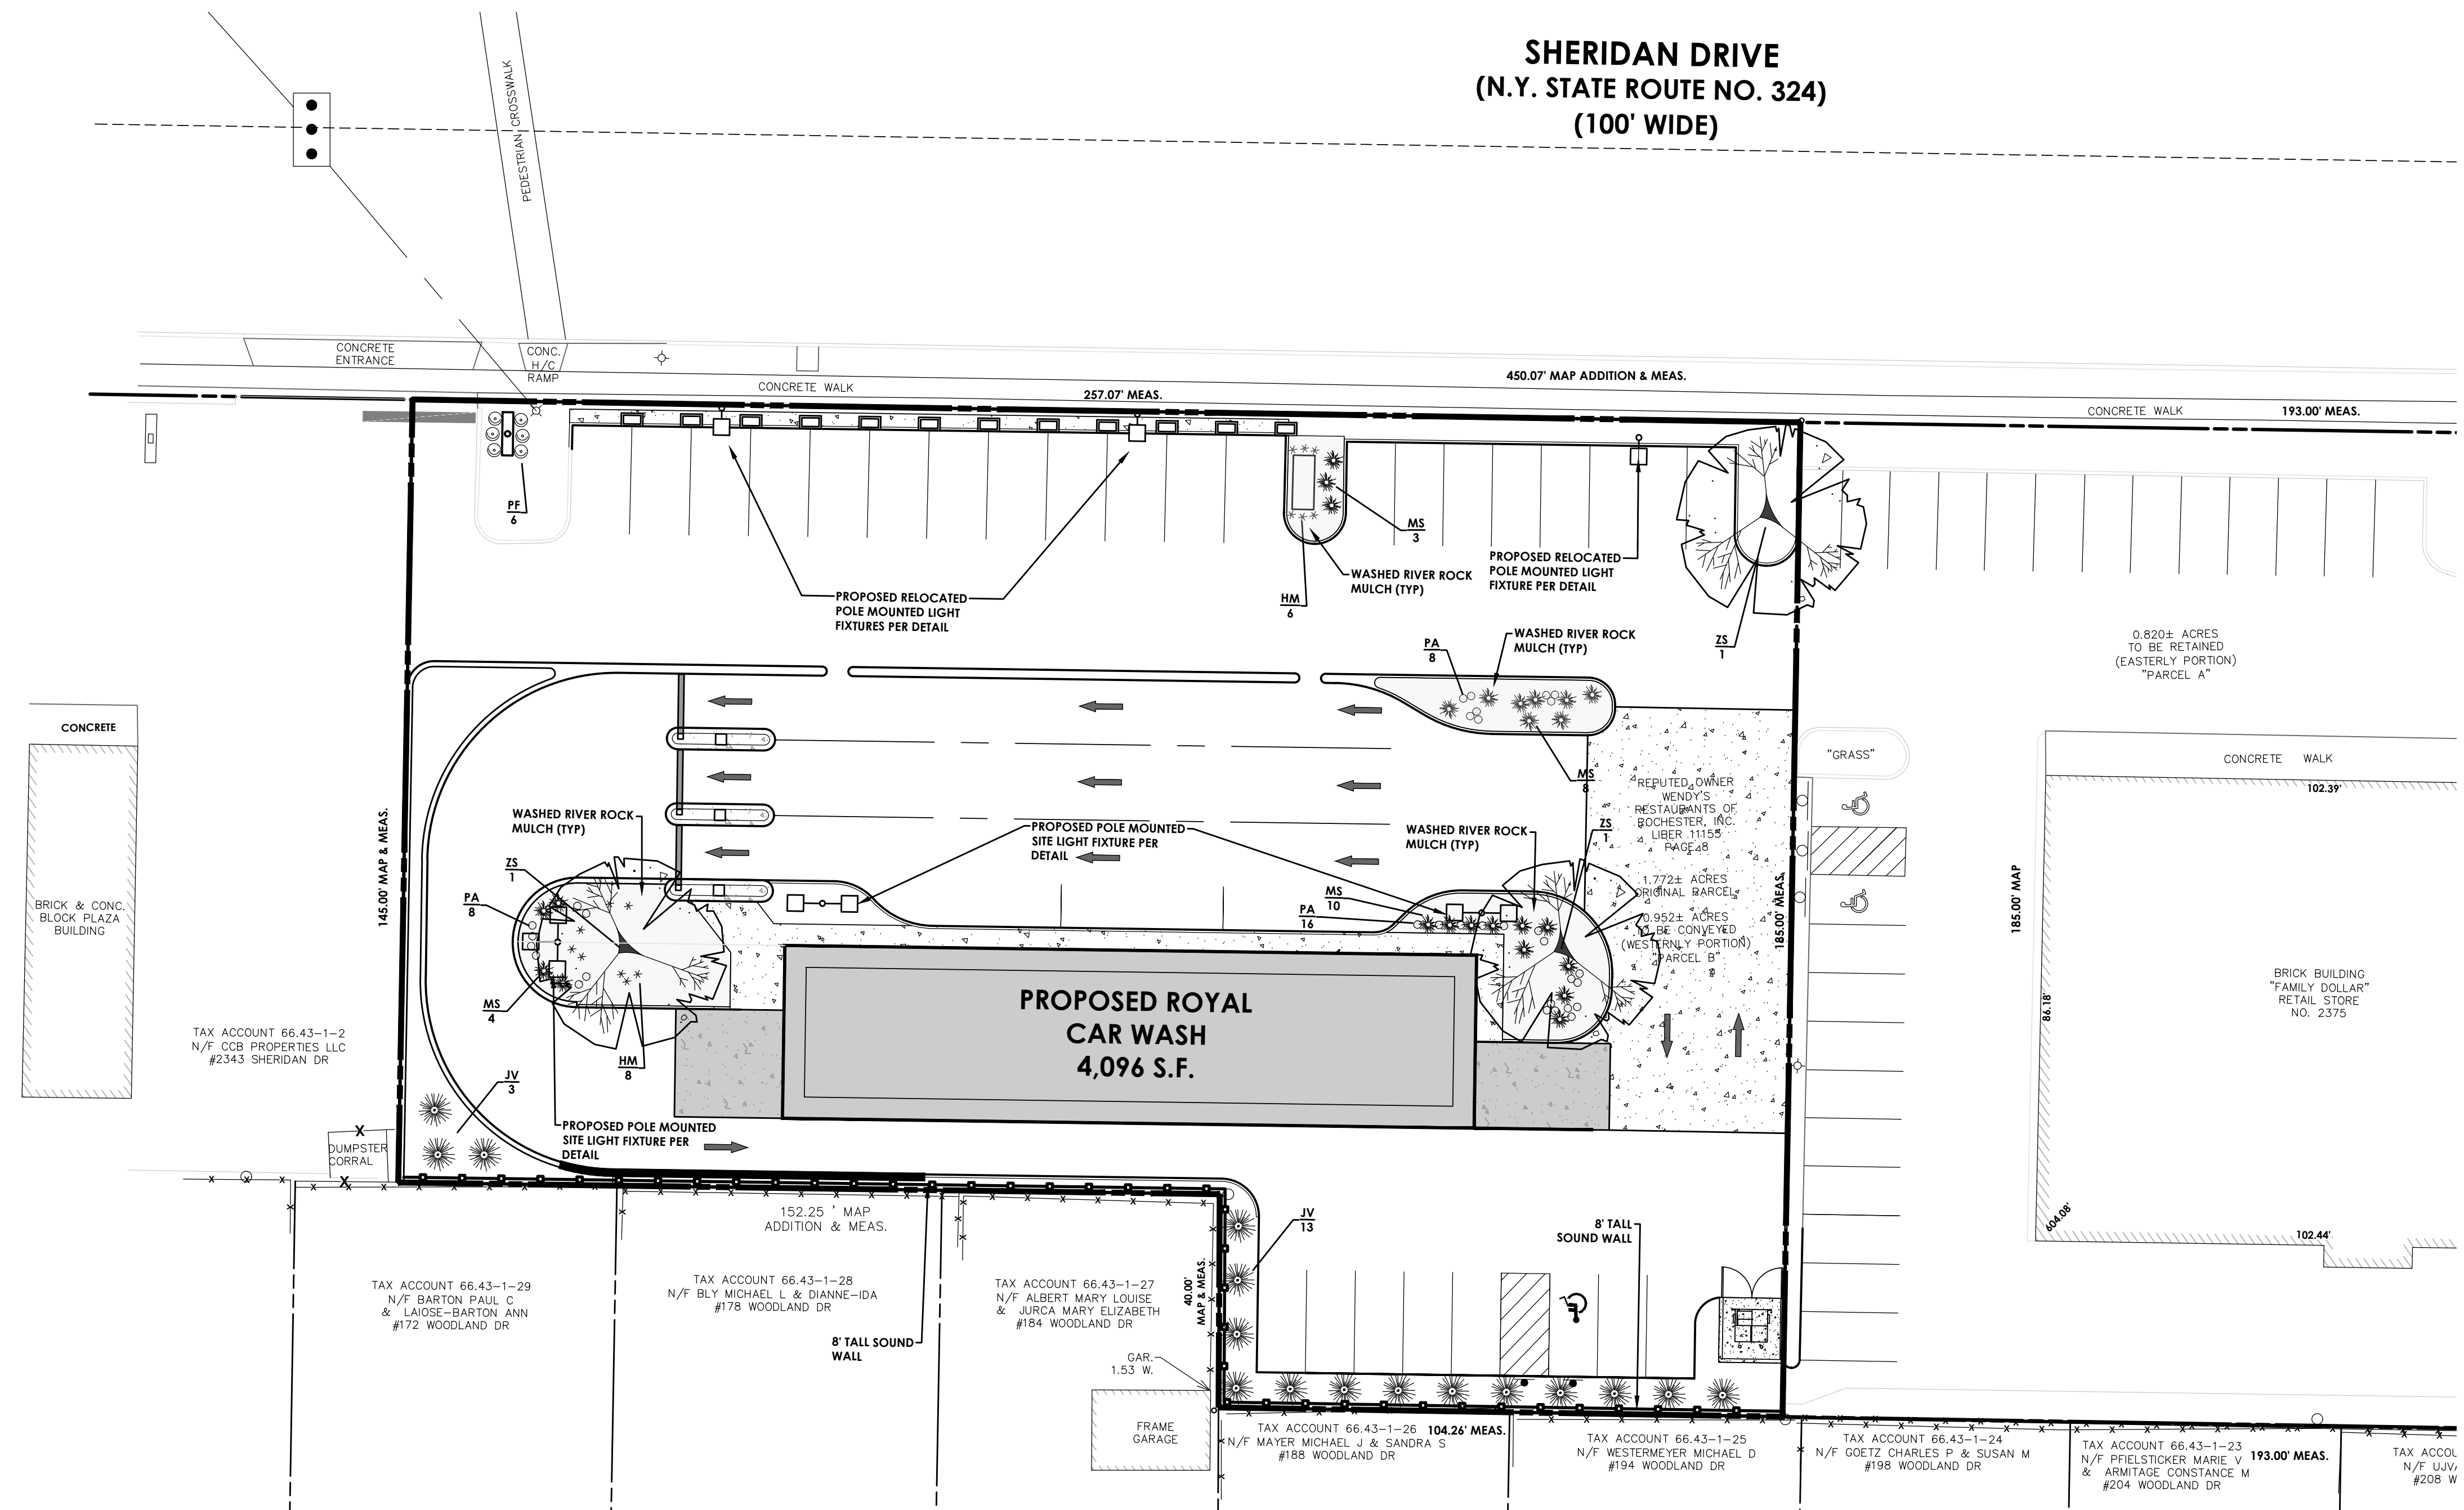 SHERIDAN DRIVE
(N.Y. STATE ROUTE NO. 324)
(100' WIDE)
PEDESTRIAN CROSSWALK
CONCRETE
ENTRANCE
CONC.
H/C
RAMP
CONCRETE WALK
257.07' MEAS.
450.07' MAP ADDITION & MEAS.
CONCRETE WALK
193.00' MEAS.
PF
6
MS
3
HM
6
WASHED RIVER ROCK
MULCH (TYP)
PROPOSED RELOCATED
POLE MOUNTED LIGHT
FIXTURE PER DETAIL
PROPOSED RELOCATED
POLE MOUNTED LIGHT
FIXTURES PER DETAIL
ZS
1
PA
8
WASHED RIVER ROCK
MULCH (TYP)
0.820± ACRES
TO BE RETAINED
(EASTERLY PORTION)
"PARCEL A"
CONCRETE
"GRASS"
CONCRETE WALK
102.39'
MS
8
REPUTED OWNER
WENDY'S
RESTAURANTS OF
ROCHESTER, INC.
LIBER 11155
PAGE 8
1.772± ACRES
ORIGINAL PARCEL
0.952± ACRES
TO BE CONVEYED
(WESTERNLY PORTION)
"PARCEL B"
145.00' MAP & MEAS.
WASHED RIVER ROCK
MULCH (TYP)
ZS
1
PA
8
PROPOSED POLE MOUNTED
SITE LIGHT FIXTURE PER
DETAIL
WASHED RIVER ROCK
MULCH (TYP)
ZS
1
MS
10
PA
16
185.00' MEAS.
185.00' MAP
BRICK & CONC.
BLOCK PLAZA
BUILDING
MS
4
HM
8
PROPOSED ROYAL
CAR WASH
4,096 S.F.
86.18'
BRICK BUILDING
"FAMILY DOLLAR"
RETAIL STORE
NO. 2375
TAX ACCOUNT 66.43-1-2
N/F CCB PROPERTIES LLC
#2343 SHERIDAN DR
JV
3
PROPOSED POLE MOUNTED
SITE LIGHT FIXTURE PER
DETAIL
DUMPSTER
CORRAL
604.08'
102.44'
152.25 ' MAP
ADDITION & MEAS.
JV
13
8' TALL
SOUND WALL
40.00'
MAP & MEAS.
TAX ACCOUNT 66.43-1-29
N/F BARTON PAUL C
& LAIOSE-BARTON ANN
#172 WOODLAND DR
TAX ACCOUNT 66.43-1-28
N/F BLY MICHAEL L & DIANNE-IDA
#178 WOODLAND DR
TAX ACCOUNT 66.43-1-27
N/F ALBERT MARY LOUISE
& JURCA MARY ELIZABETH
#184 WOODLAND DR
8' TALL SOUND
WALL
GAR.
1.53 W.
FRAME
GARAGE
TAX ACCOUNT 66.43-1-26
N/F MAYER MICHAEL J & SANDRA S
#188 WOODLAND DR
104.26' MEAS.
TAX ACCOUNT 66.43-1-25
N/F WESTERMEYER MICHAEL D
#194 WOODLAND DR
TAX ACCOUNT 66.43-1-24
N/F GOETZ CHARLES P & SUSAN M
#198 WOODLAND DR
TAX ACCOUNT 66.43-1-23
N/F PFIELSTICKER MARIE V
& ARMITAGE CONSTANCE M
#204 WOODLAND DR
193.00' MEAS.
TAX
N/F
#208